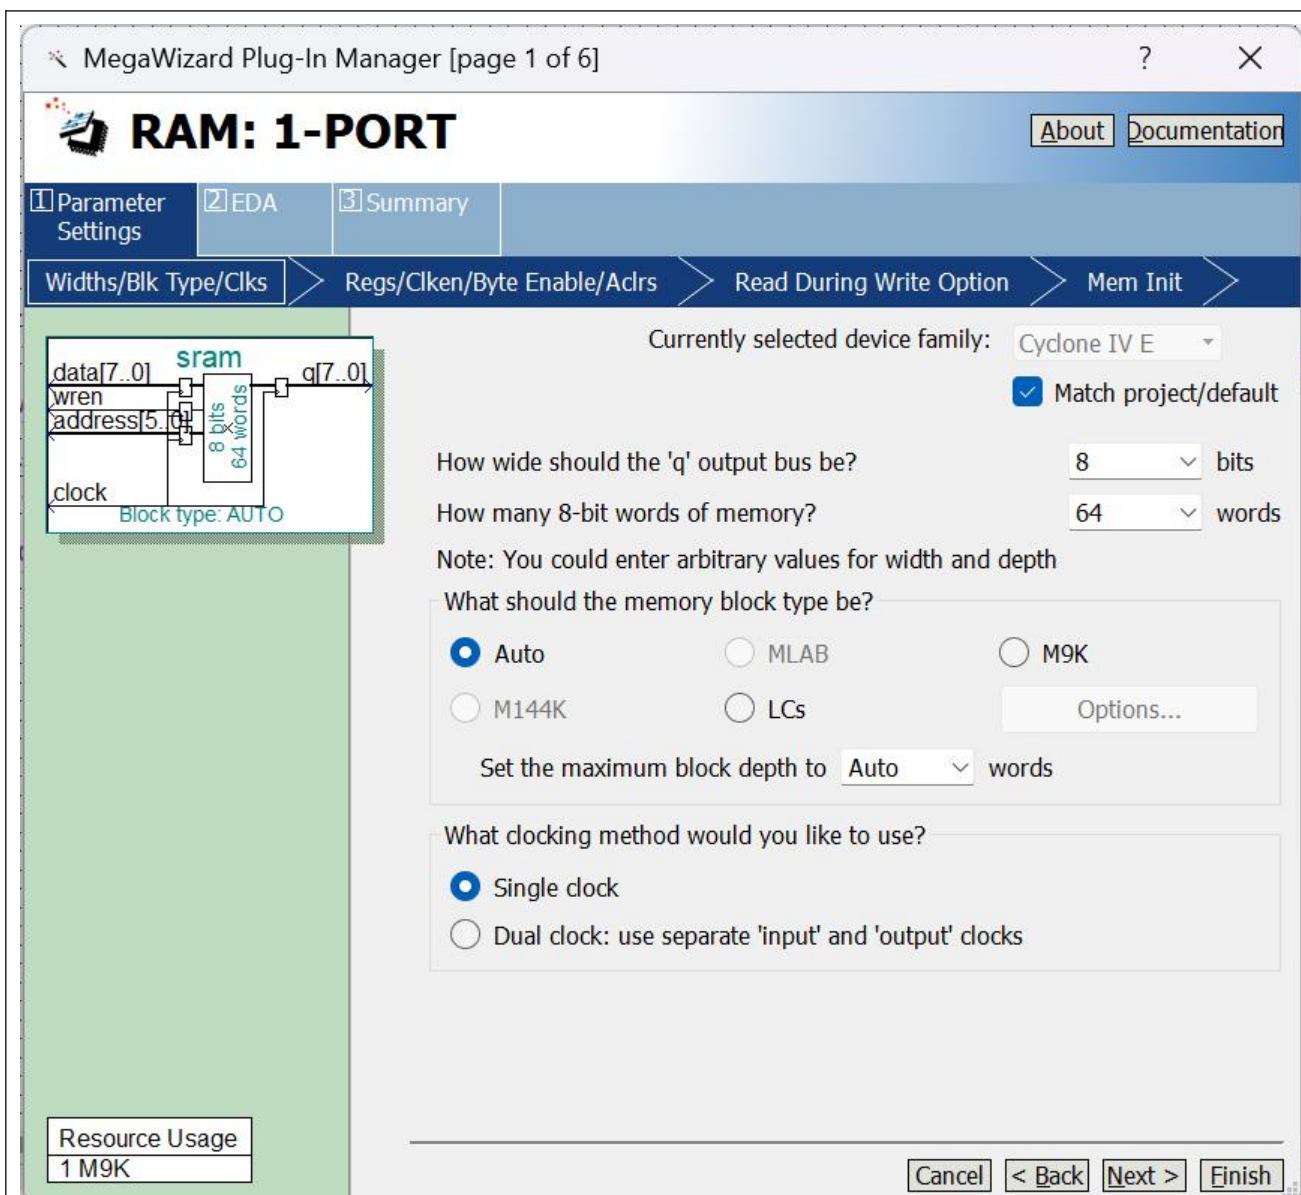 MegaWizard Plug-In Manager [page 1 of 6] ?
RAM: 1-PORT
About Documentation
1 Parameter Settings 2 EDA 3 Summary
Widths/Blk Type/Clks Regs/Clken/Byte Enable/Aclrs Read During Write Option Mem Init
sram
data[7..0] q[7..0]
wren
address[5..0]
8 bits
64 words
clock
Block type: AUTO
Currently selected device family: Cyclone IV E
Match project/default
How wide should the 'q' output bus be? 8 bits
How many 8-bit words of memory? 64 words
Note: You could enter arbitrary values for width and depth
What should the memory block type be?
Auto MLAB M9K
M144K LCs Options...
Set the maximum block depth to Auto words
What clocking method would you like to use?
Single clock
Dual clock: use separate 'input' and 'output' clocks
Resource Usage
1 M9K
Cancel < Back Next > Finish